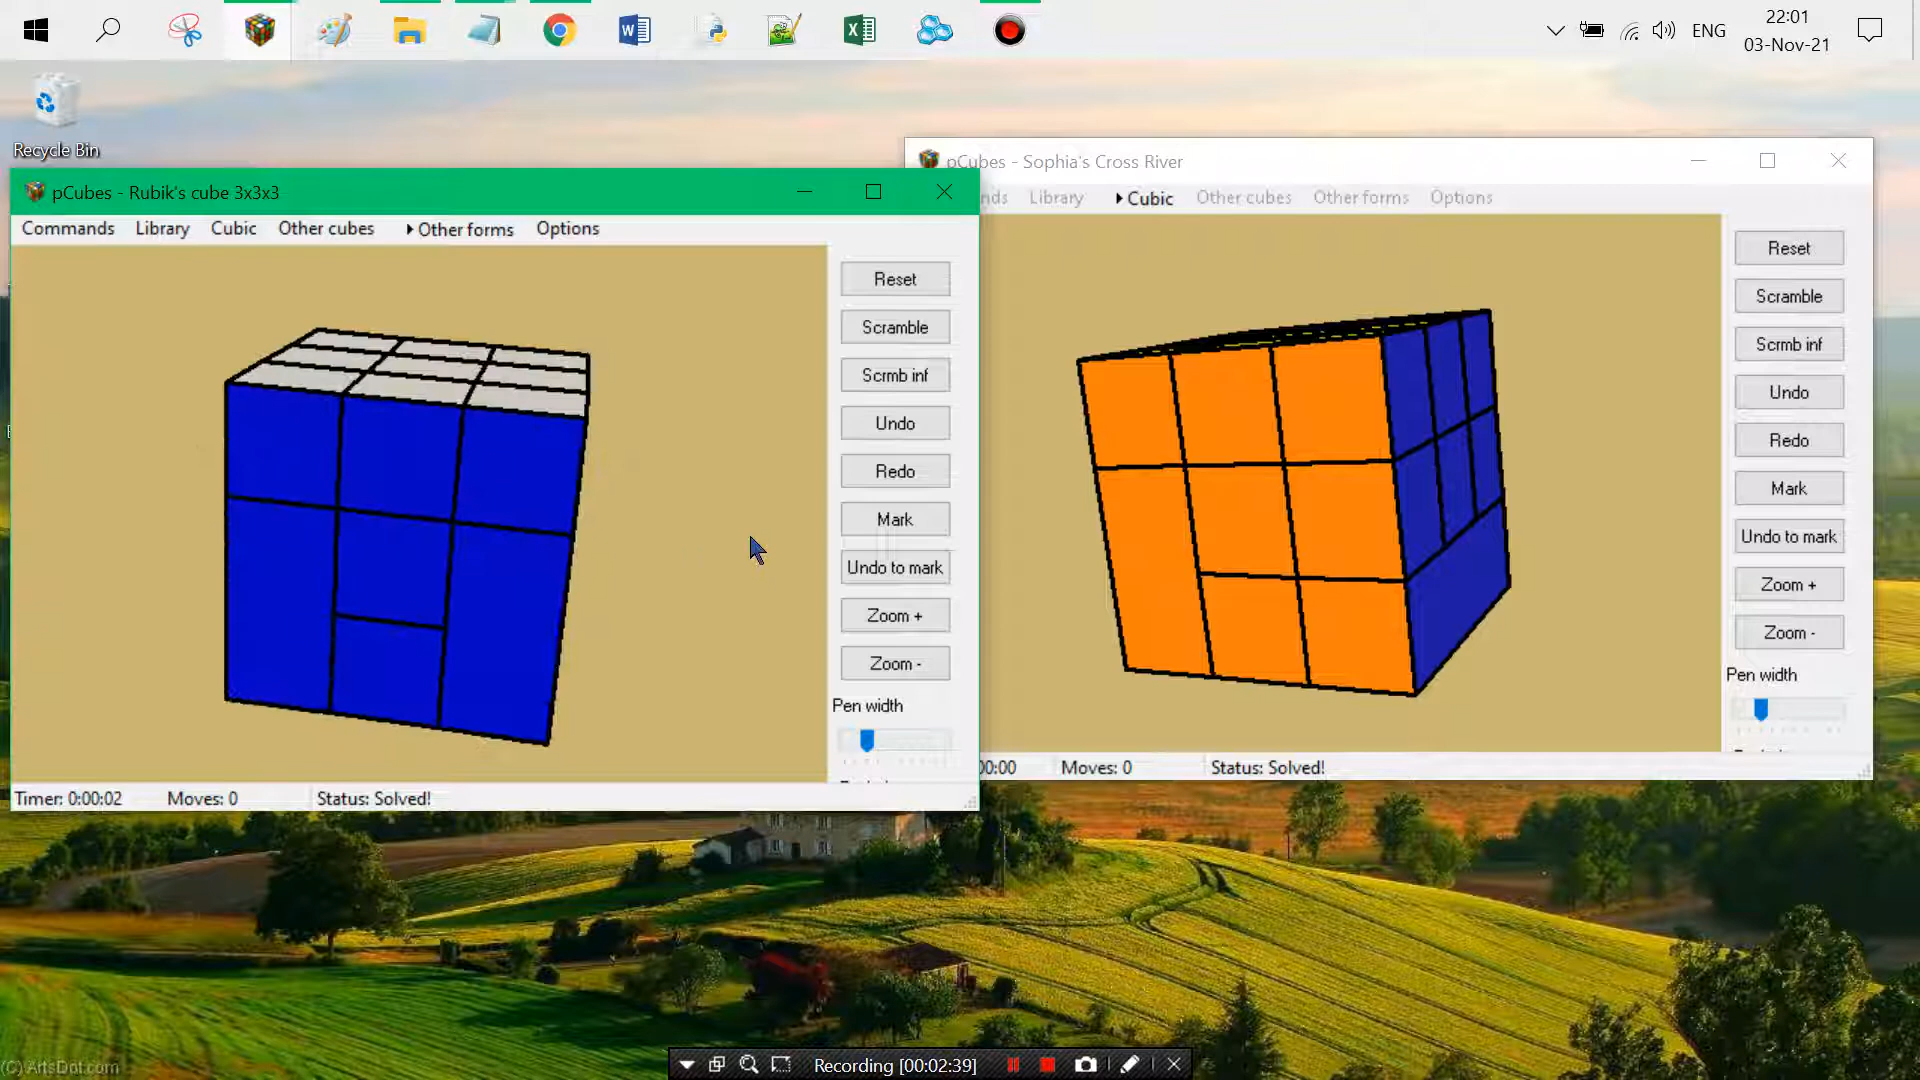 22:01
ENG
03-Nov-21
Recycle Bin
pCubes - Sophia's Cross River
pCubes - Rubik's cube 3x3x3
Library Cubic Other cubes Other forms Options
Commands Library Cubic Other cubes Other forms Options
Reset
Scramble
Scrmb inf
Undo
Redo
Mark
Undo to mark
Zoom +
Zoom -
Pen width
Timer: 0:00:02 Moves: 0 Status: Solved!
Reset
Scramble
Scrmb inf
Undo
Redo
Mark
Undo to mark
Zoom +
Zoom -
Pen width
00:00 Moves: 0 Status: Solved!
(C)ArtsDot.com
Recording [00:02:39]